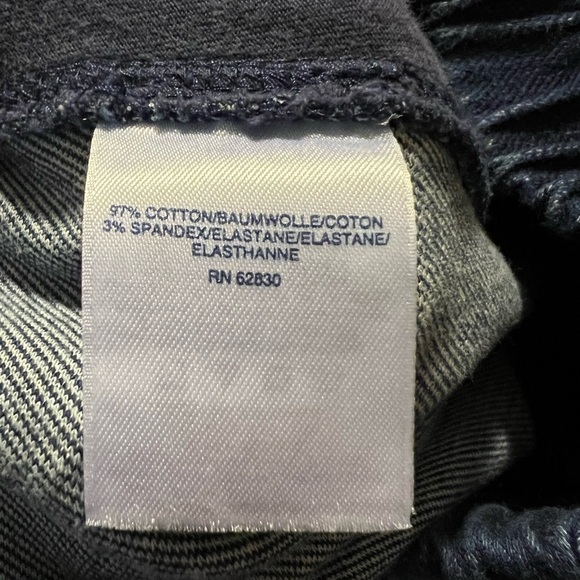 97% COTTON/BAUMWOLLE/COTON
3% SPANDEX/ELASTANE/ELASTANE/
ELASTHANNE
RN 62830